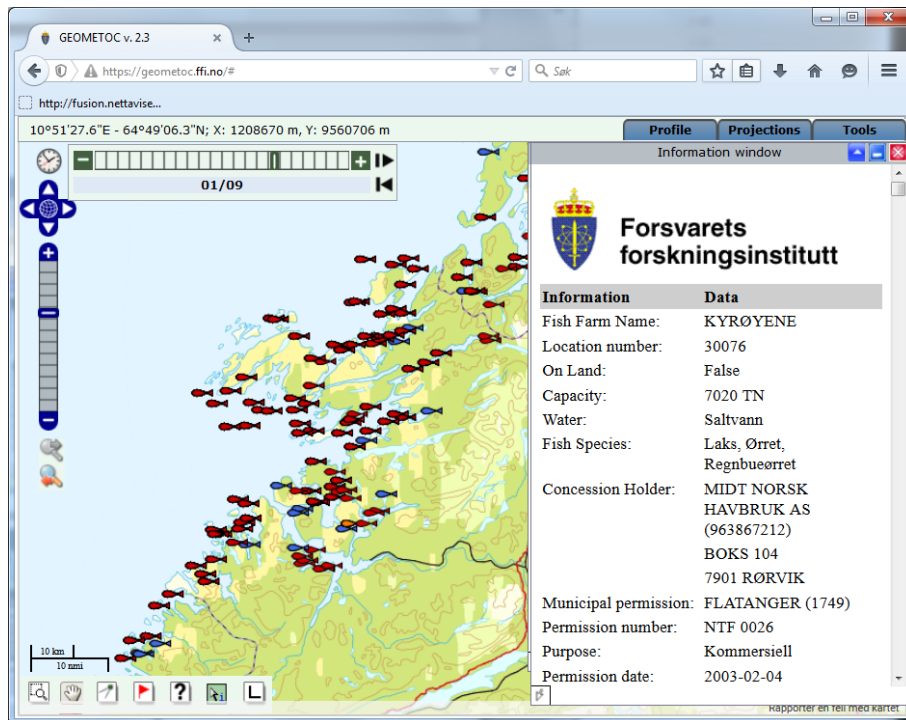 GEOMETOC v. 2.3
https://geometoc.ffi.no/#
Søk
http://fusion.nettavise...
10°51'27.6"E - 64°49'06.3"N; X: 1208670 m, Y: 9560706 m
Profile
Projections
Tools
01/09
Information window
Forsvarets
forskningsinstitutt
Information Data
Fish Farm Name: KYRØYENE
Location number: 30076
On Land: False
Capacity: 7020 TN
Water: Saltvann
Fish Species: Laks, Ørret,
Regnbueørret
Concession Holder: MIDT NORSK
HAVBRUK AS
(963867212)
BOKS 104
7901 RØRVIK
Municipal permission: FLATANGER (1749)
Permission number: NTF 0026
Purpose: Kommersiell
Permission date: 2003-02-04
10 km
10 nmi
Rapporter en feil med kartet